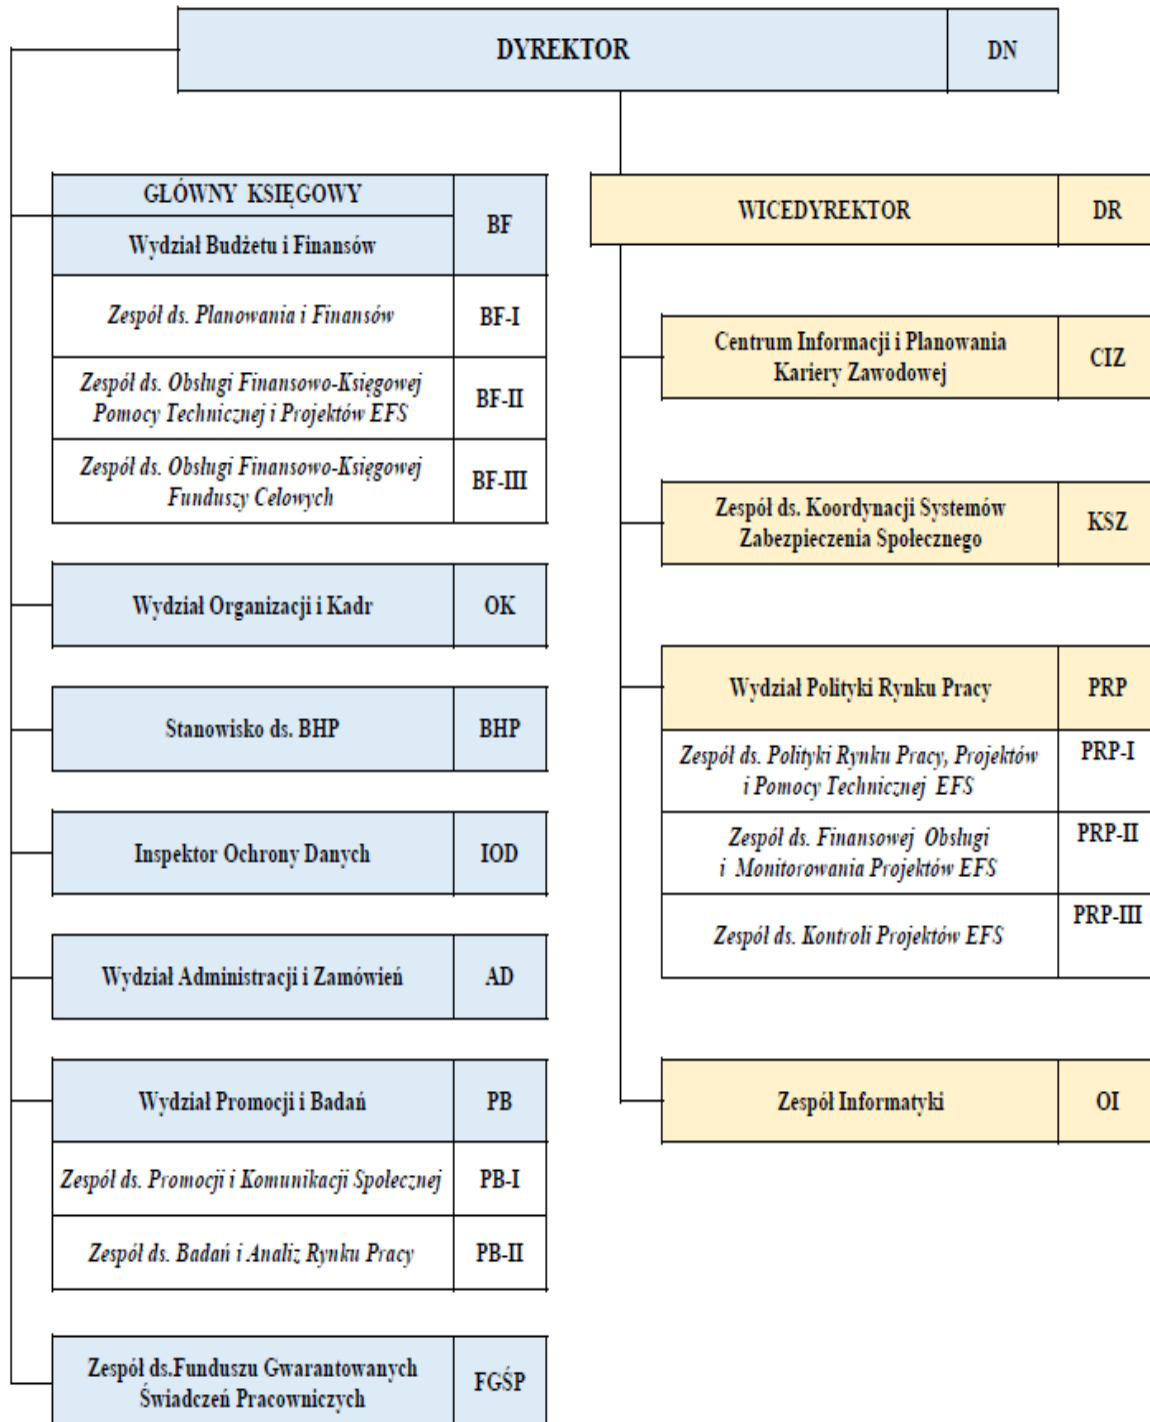 DYREKTOR DN
GŁÓWNY KSIĘGOWY
Wydział Budżetu i Finansów
BF
Zespół ds. Planowania i Finansów BF-I
Zespół ds. Obsługi Finansowo-Księgowej
Pomocy Technicznej i Projektów EFS
BF-II
Zespół ds. Obsługi Finansowo-Księgowej
Funduszy Celowych
BF-III
Wydział Organizacji i Kadr OK
Stanowisko ds. BHP BHP
Inspektor Ochrony Danych IOD
Wydział Administracji i Zamówień AD
Wydział Promocji i Badań PB
Zespół ds. Promocji i Komunikacji Społecznej PB-I
Zespół ds. Badań i Analiz Rynku Pracy PB-II
Zespół ds.Funduszu Gwarantowanych
Świadczeń Pracowniczych
FGŚP
WICEDYREKTOR DR
Centrum Informacji i Planowania
Kariery Zawodowej
CIZ
Zespół ds. Koordynacji Systemów
Zabezpieczenia Społecznego
KSZ
Wydział Polityki Rynku Pracy PRP
Zespół ds. Polityki Rynku Pracy, Projektów
i Pomocy Technicznej EFS
PRP-I
Zespół ds. Finansowej Obsługi
i Monitorowania Projektów EFS
PRP-II
Zespół ds. Kontroli Projektów EFS PRP-III
Zespół Informatyki OI